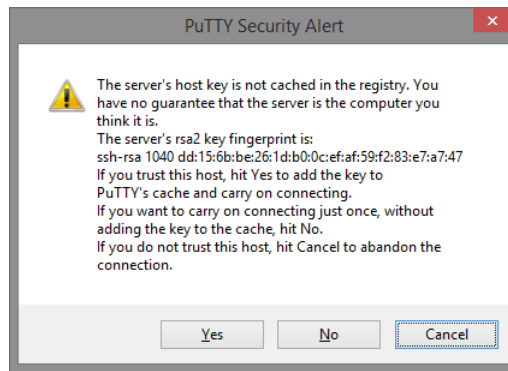 PuTTY Security Alert
The server's host key is not cached in the registry. You
have no guarantee that the server is the computer you
think it is.
The server's rsa2 key fingerprint is:
ssh-rsa 1040 dd:15:6b:be:26:1d:b0:0c:ef:af:59:f2:83:e7:a7:47
If you trust this host, hit Yes to add the key to
PuTTY's cache and carry on connecting.
If you want to carry on connecting just once, without
adding the key to the cache, hit No.
If you do not trust this host, hit Cancel to abandon the
connection.
Yes No Cancel